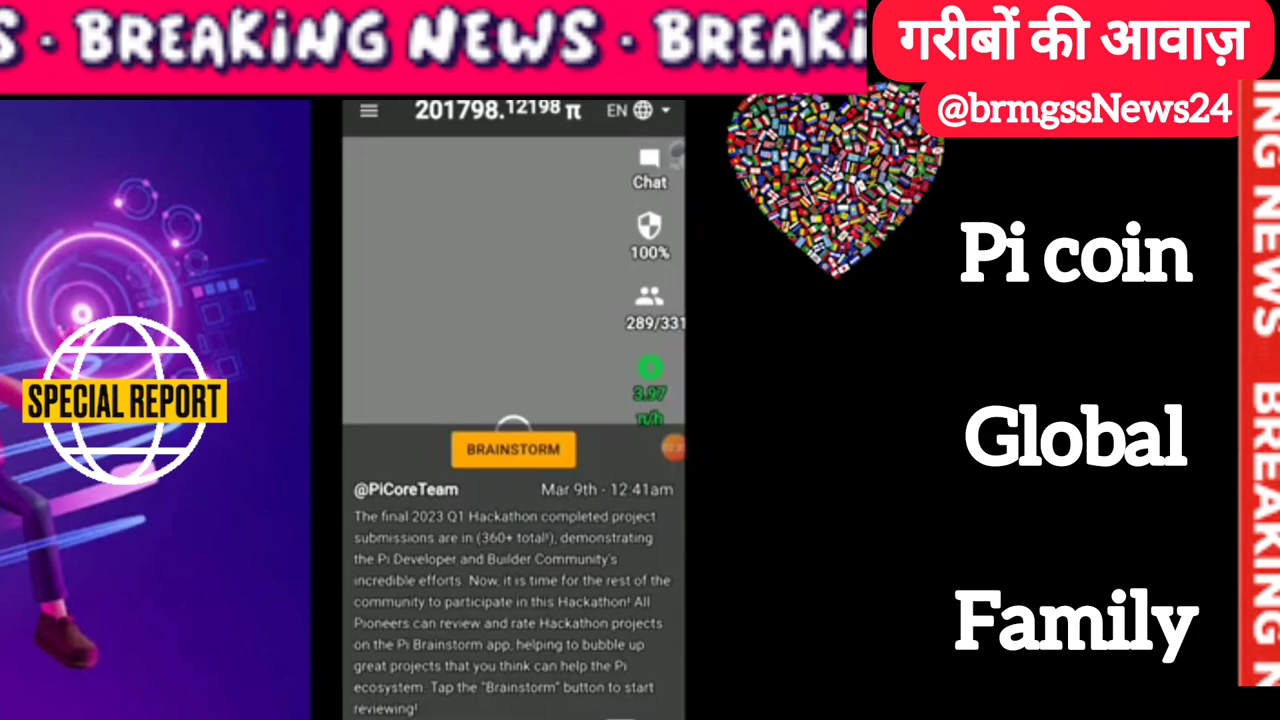 S · BREAKING NEWS · BREAKI
गरीबों की आवाज़
@brmgssNews24
201798.12198 π EN
Chat
100%
289/331
3.97
π/h
SPECIAL REPORT
BRAINSTORM
@PiCoreTeam Mar 9th - 12:41am
The final 2023 Q1 Hackathon completed project
submissions are in (360+ total!), demonstrating
the Pi Developer and Builder Community's
incredible efforts. Now, it is time for the rest of the
community to participate in this Hackathon! All
Pioneers can review and rate Hackathon projects
on the Pi Brainstorm app, helping to bubble up
great projects that you think can help the Pi
ecosystem. Tap the "Brainstorm" button to start
reviewing!
Pi coin
Global
Family
ING NEWS BREAKING N